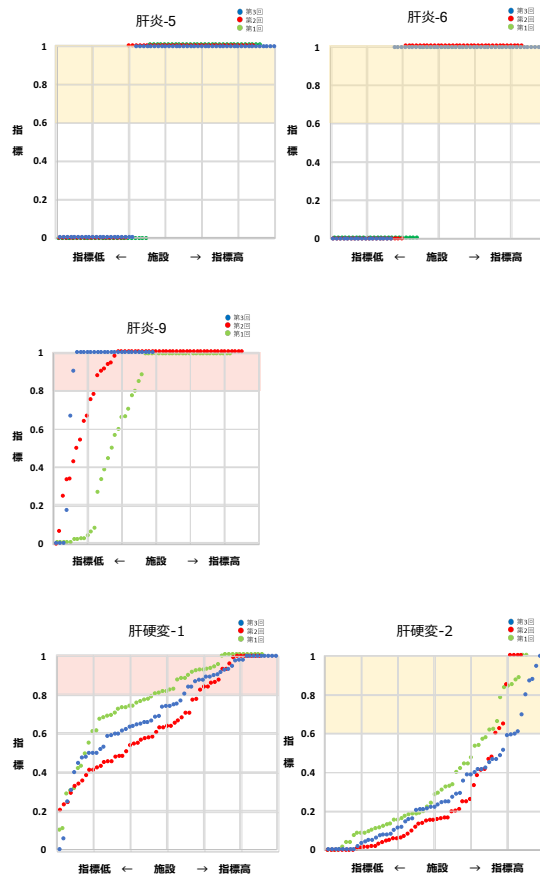 肝炎-5
第3回
第2回
第1回
1
0.8
0.6
0.4
0.2
0
指標
指標低 ← 施設 → 指標高
肝炎-6
第3回
第2回
第1回
1
0.8
0.6
0.4
0.2
0
指標
指標低 ← 施設 → 指標高
肝炎-9
第3回
第2回
第1回
1
0.8
0.6
0.4
0.2
0
指標
指標低 ← 施設 → 指標高
肝硬変-1
第3回
第2回
第1回
1
0.8
0.6
0.4
0.2
0
指標
指標低 ← 施設 → 指標高
肝硬変-2
第3回
第2回
第1回
1
0.8
0.6
0.4
0.2
0
指標
指標低 ← 施設 → 指標高